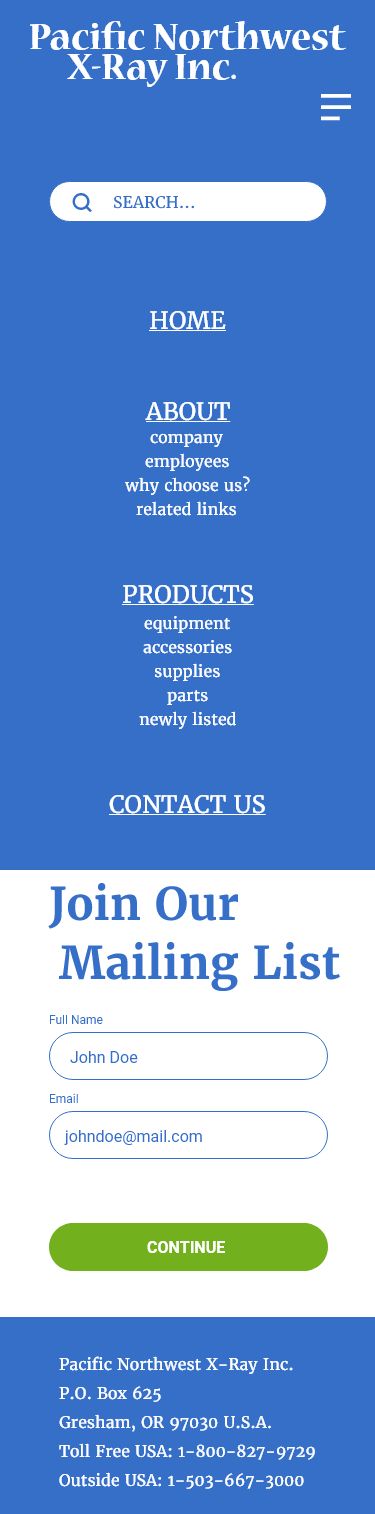 Pacific Northwest
X-Ray Inc.
SEARCH...
HOME
ABOUT
company
employees
why choose us?
related links
PRODUCTS
equipment
accessories
supplies
parts
newly listed
CONTACT US
Join Our
Mailing List
Full Name
John Doe
Email
johndoe@mail.com
CONTINUE
Pacific Northwest X-Ray Inc.
P.O. Box 625
Gresham, OR 97030 U.S.A.
Toll Free USA: 1-800-827-9729
Outside USA: 1-503-667-3000